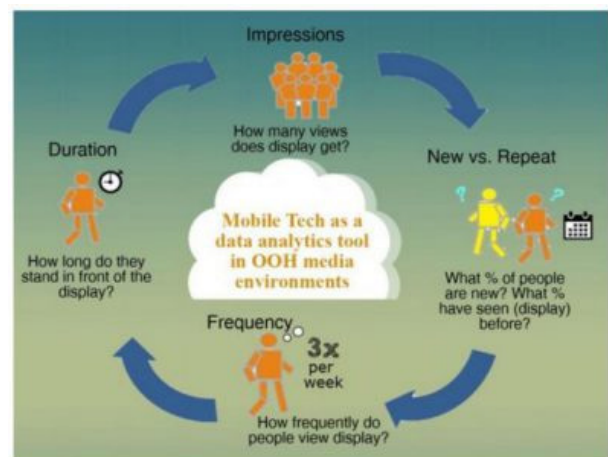 Impressions
How many views
does display get?
New vs. Repeat
?
?
What % of people
are new? What %
have seen (display)
before?
Frequency
3x
per
week
How frequently do
people view display?
Duration
How long do they
stand in front of the
display?
Mobile Tech as a
data analytics tool
in OOH media
environments